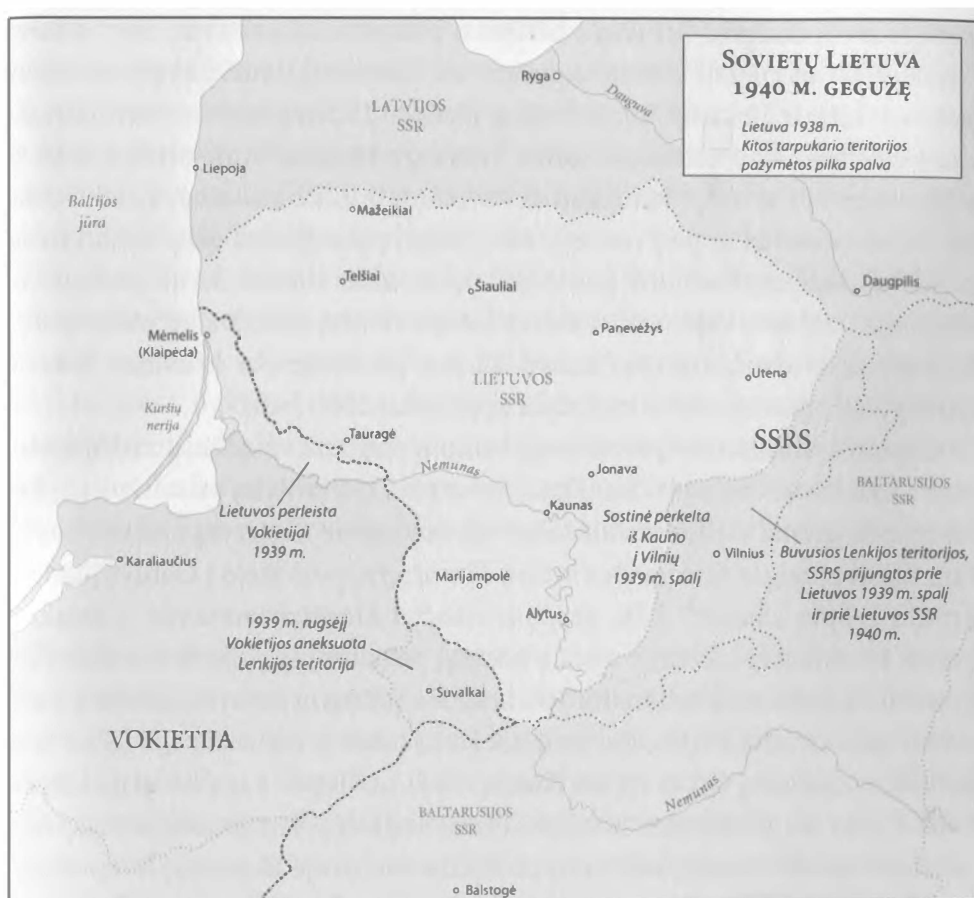 SOVIETŲ LIETUVA
1940 M. GEGUŽĘ
Lietuva 1938 m.
Kitos tarpukario teritorijos
pažymėtos pilka spalva
Ryga
Dauguva
LATVIJOS
SSR
Liepoja
Baltijos
jūra
Mažeikiai
Telšiai
Šiauliai
Daugpilis
Mėmelis
(Klaipėda)
Panevėžys
Utena
LIETUVOS
SSR
Kuršių
nerija
Tauragė
SSRS
Nemunas
Jonava
BALTARUSIJOS
SSR
Lietuvos perleista
Vokietijai
1939 m.
Kaunas
Sostinė perkelta
iš Kauno
į Vilnių
1939 m. spalį
Karaliaučius
Vilnius
Marijampolė
Buvusios Lenkijos teritorijos,
SSRS prijungtos prie
Lietuvos 1939 m. spalį
ir prie Lietuvos SSR
1940 m.
Alytus
1939 m. rugsėjį
Vokietijos aneksuota
Lenkijos teritorija
Suvalkai
VOKIETIJA
Nemunas
BALTARUSIJOS
SSR
Balstogė